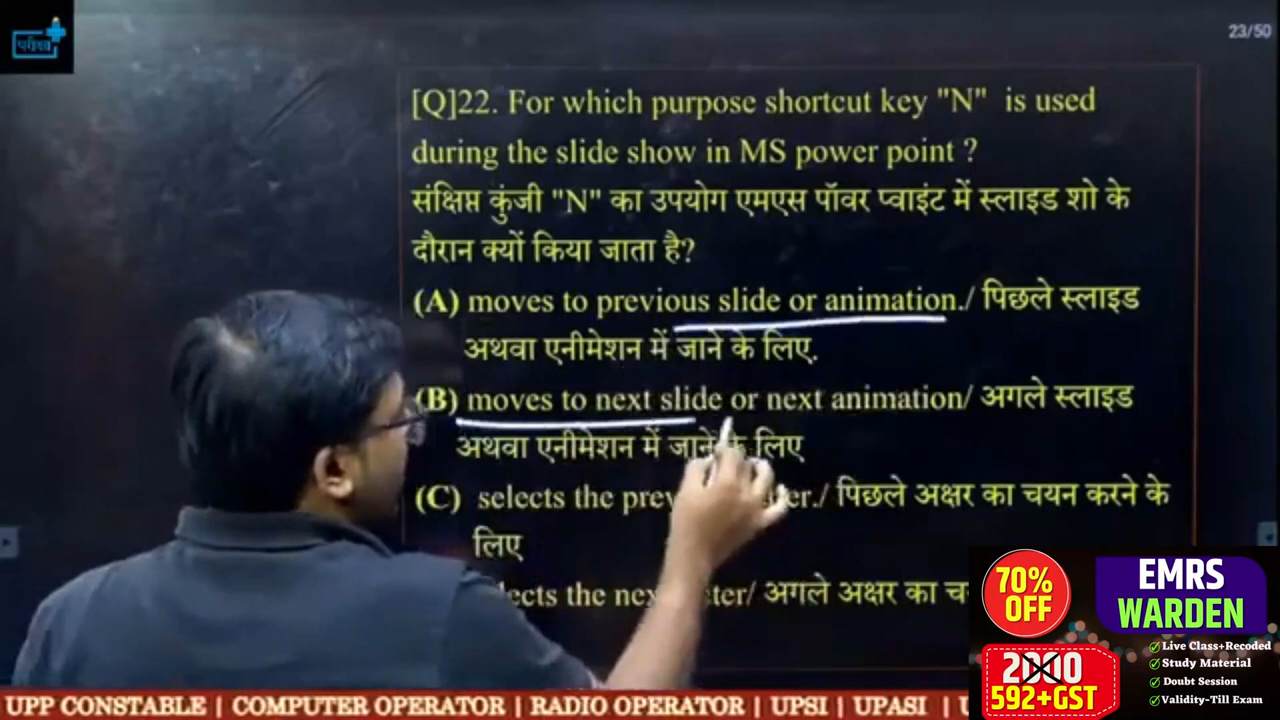 परीक्षा
23/50
[Q]22. For which purpose shortcut key "N" is used
during the slide show in MS power point ?
संक्षिप्त कुंजी "N" का उपयोग एमएस पॉवर प्वाइंट में स्लाइड शो के
दौरान क्यों किया जाता है?
(A) moves to previous slide or animation./ पिछले स्लाइड
अथवा एनीमेशन में जाने के लिए.
(B) moves to next slide or next animation/ अगले स्लाइड
अथवा एनीमेशन में जाने के लिए
(C) selects the ./ पिछले अक्षर का चयन करने के
लिए
the / अगले अक्षर का
70%
OFF
EMRS
WARDEN
2000
592+GST
Live Class+Recoded
Study Material
Doubt Session
Validity-Till Exam
UPP CONSTABLE | COMPUTER OPERATOR | RADIO OPERATOR | UPSI | UPASI |